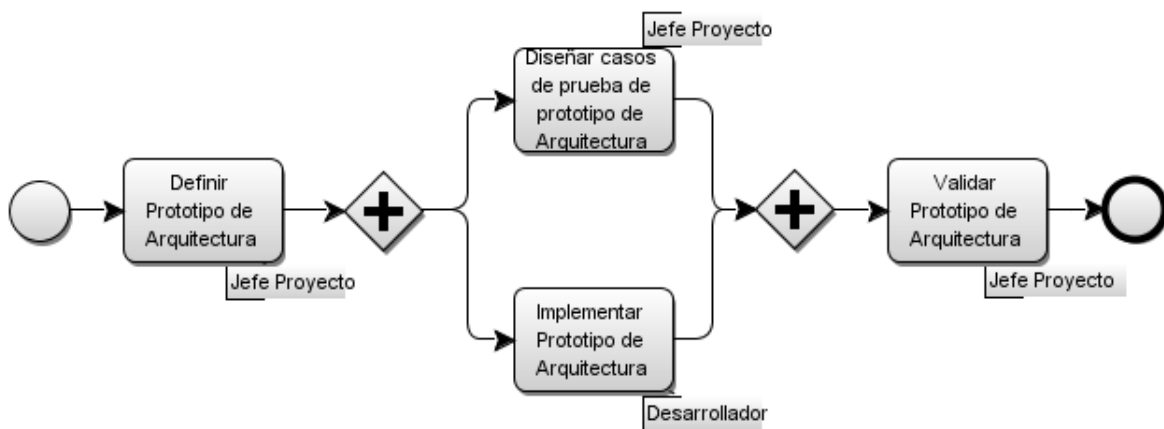 Jefe Proyecto
Diseñar casos
de prueba de
prototipo de
Arquitectura
Definir
Prototipo de
Arquitectura
Jefe Proyecto
Validar
Prototipo de
Arquitectura
Jefe Proyecto
Implementar
Prototipo de
Arquitectura
Desarrollador